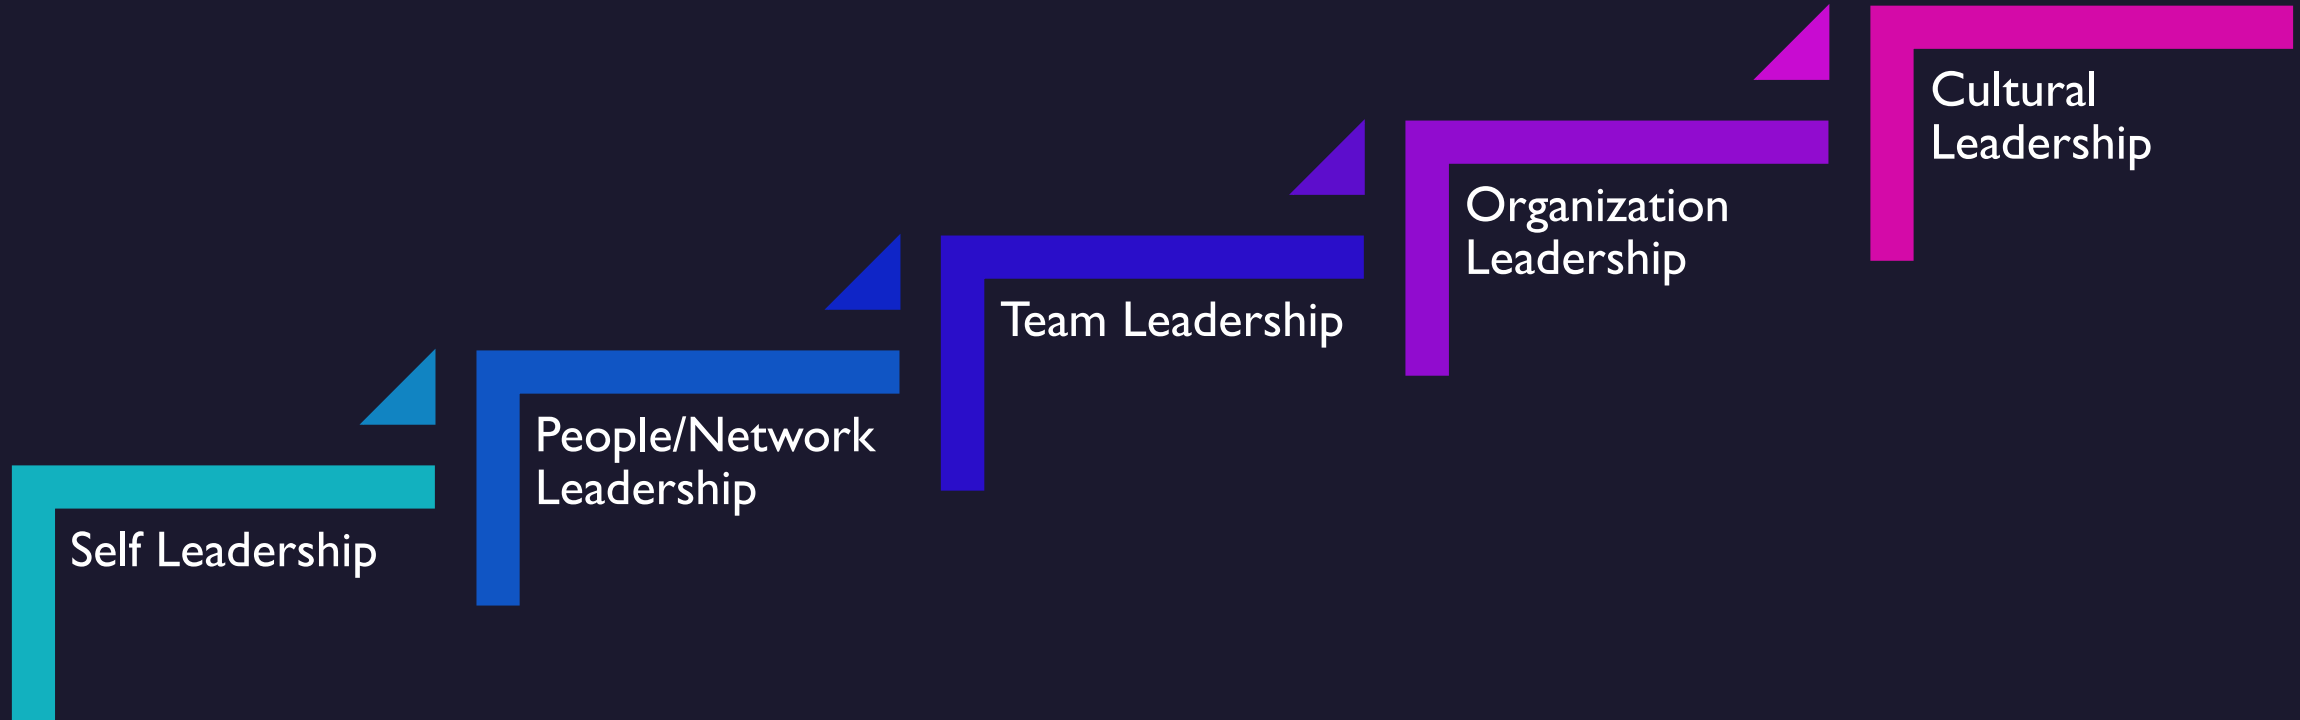 Self Leadership
People/Network
Leadership
Team Leadership
Organization
Leadership
Cultural
Leadership